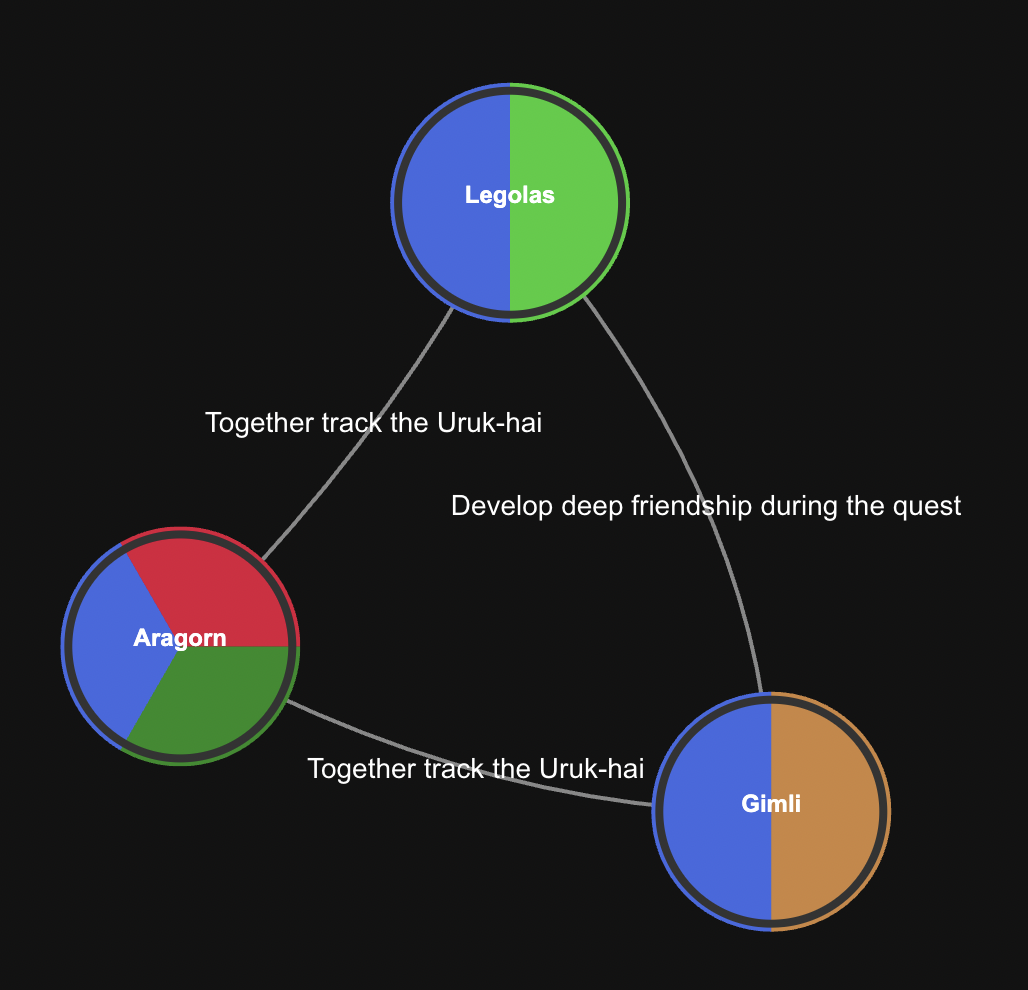 Legolas
Together track the Uruk-hai
Develop deep friendship during the quest
Aragorn
Together track the Uruk-hai
Gimli